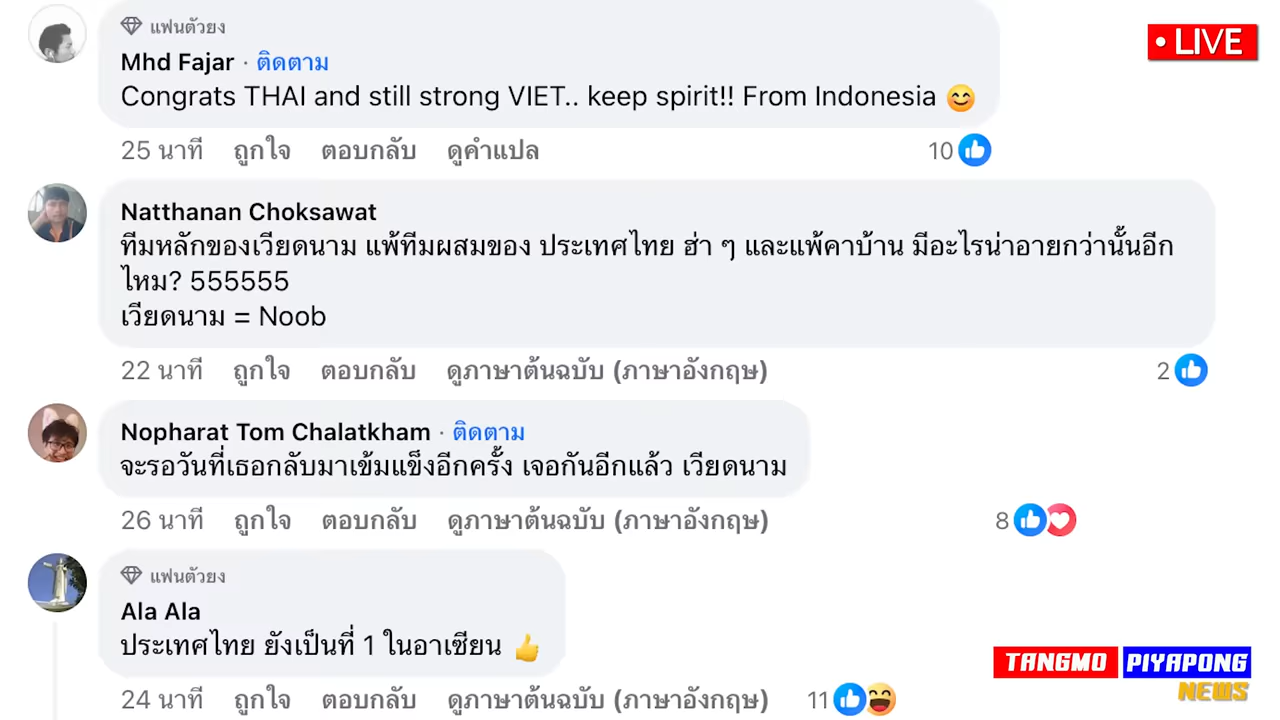 แฟนตัวยง
• LIVE
Mhd Fajar · ติดตาม
Congrats THAI and still strong VIET.. keep spirit!! From Indonesia 😊
25 นาที ถูกใจ ตอบกลับ ดูคำแปล 10
Natthanan Choksawat
ทีมหลักของเวียดนาม แพ้ทีมผสมของ ประเทศไทย ฮ่า ๆ และแพ้คาบ้าน มีอะไรน่าอายกว่านั้นอีก
ไหม? 555555
เวียดนาม = Noob
22 นาที ถูกใจ ตอบกลับ ดูภาษาต้นฉบับ (ภาษาอังกฤษ) 2
Nopharat Tom Chalatkham · ติดตาม
จะรอวันที่เธอกลับมาเข้มแข็งอีกครั้ง เจอกันอีกแล้ว เวียดนาม
26 นาที ถูกใจ ตอบกลับ ดูภาษาต้นฉบับ (ภาษาอังกฤษ) 8
แฟนตัวยง
Ala Ala
ประเทศไทย ยังเป็นที่ 1 ในอาเซียน 👍
24 นาที ถูกใจ ตอบกลับ ดูภาษาต้นฉบับ (ภาษาอังกฤษ) 11
TANGMO PIYAPONG
NEWS